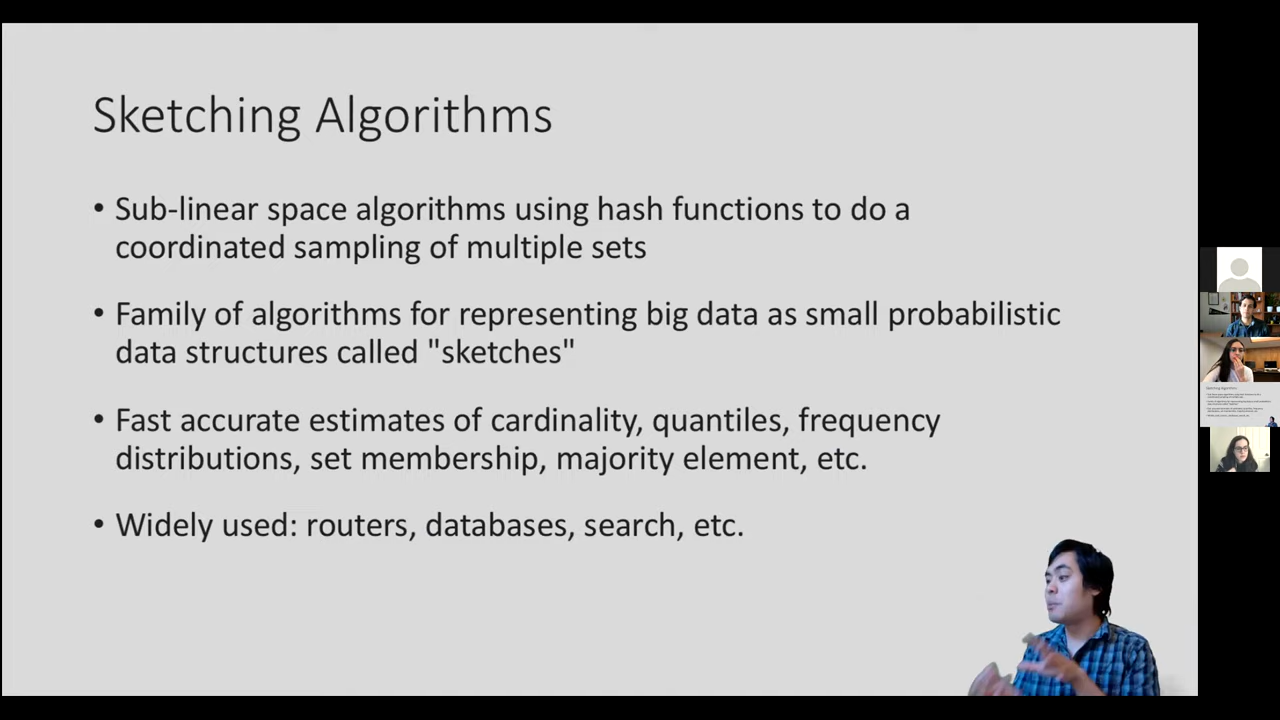 Sketching Algorithms
• Sub-linear space algorithms using hash functions to do a
coordinated sampling of multiple sets
• Family of algorithms for representing big data as small probabilistic
data structures called "sketches"
• Fast accurate estimates of cardinality, quantiles, frequency
distributions, set membership, majority element, etc.
• Widely used: routers, databases, search, etc.
Sketching Algorithms